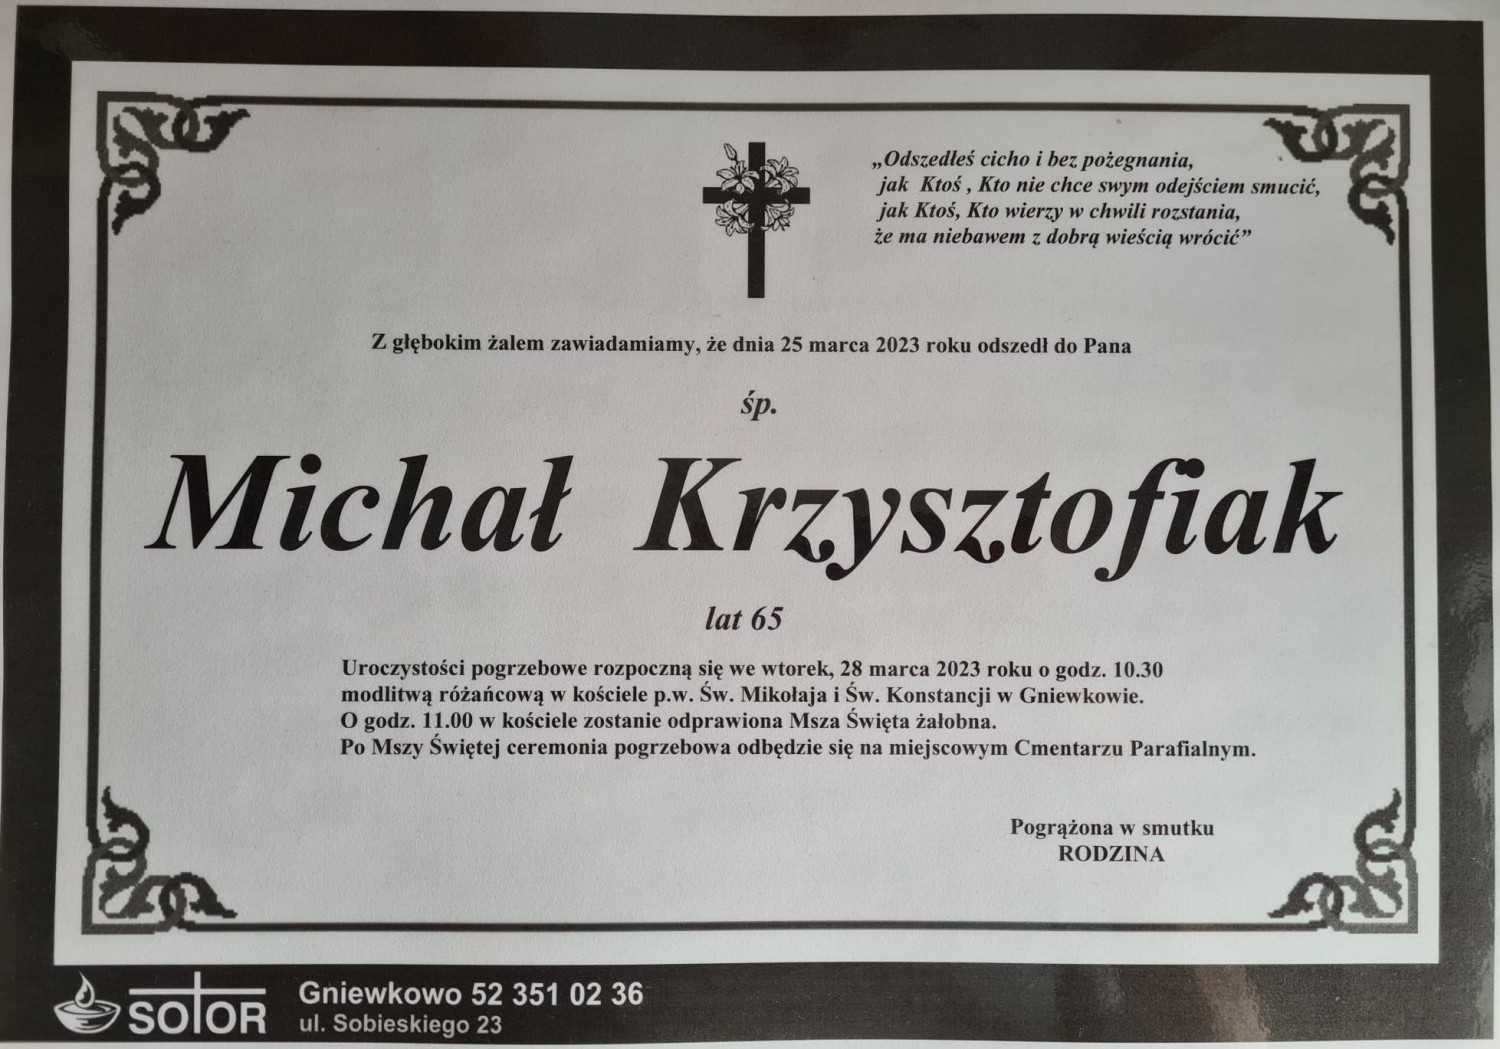 „Odszedłeś cicho i bez pożegnania,
jak Ktoś , Kto nie chce swym odejściem smucić,
jak Ktoś, Kto wierzy w chwili rozstania,
że ma niebawem z dobrą wieścią wrócić”
Z głębokim żalem zawiadamiamy, że dnia 25 marca 2023 roku odszedł do Pana
śp.
Michał Krzysztofiak
lat 65
Uroczystości pogrzebowe rozpoczną się we wtorek, 28 marca 2023 roku o godz. 10.30
modlitwą różańcową w kościele p.w. Św. Mikołaja i Św. Konstancji w Gniewkowie.
O godz. 11.00 w kościele zostanie odprawiona Msza Święta żałobna.
Po Mszy Świętej ceremonia pogrzebowa odbędzie się na miejscowym Cmentarzu Parafialnym.
Pogrążona w smutku
RODZINA
SOTOR
Gniewkowo 52 351 02 36
ul. Sobieskiego 23